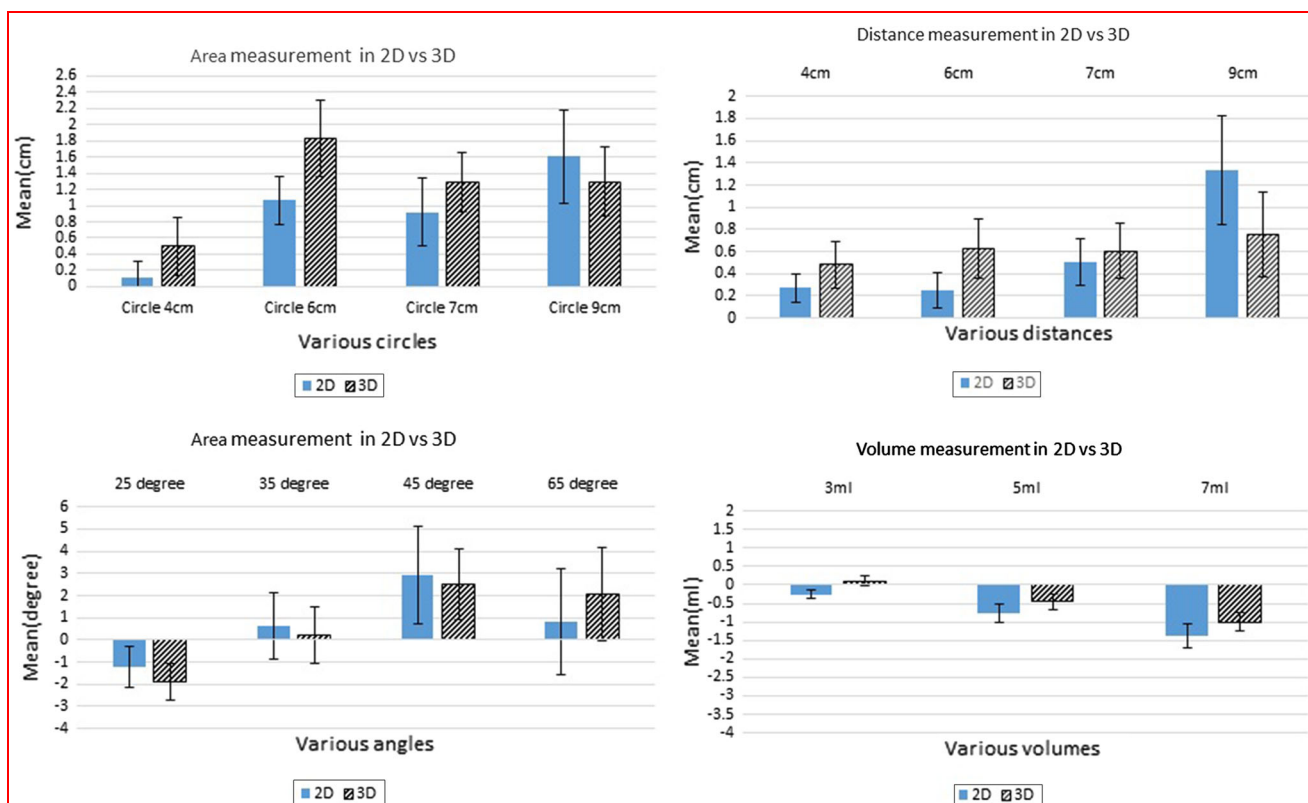 Area measurement in 2D vs 3D
2.6
2.4
2.2
2
1.8
1.6
1.4
1.2
1
0.8
0.6
0.4
0.2
0
Mean(cm)
Circle 4cm Circle 6cm Circle 7cm Circle 9cm
Various circles
2D 3D
Distance measurement in 2D vs 3D
4cm 6cm 7cm 9cm
2
1.8
1.6
1.4
1.2
1
0.8
0.6
0.4
0.2
0
Mean(cm)
Various distances
2D 3D
Area measurement in 2D vs 3D
25 degree 35 degree 45 degree 65 degree
6
5
4
3
2
1
0
-1
-2
-3
-4
Mean(degree)
Various angles
2D 3D
Volume measurement in 2D vs 3D
3ml 5ml 7ml
2
1.5
1
0.5
0
-0.5
-1
-1.5
-2
-2.5
-3
-3.5
-4
Mean(ml)
Various volumes
2D 3D